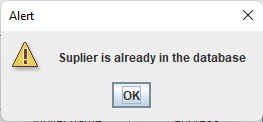 Alert
Suplier is already in the database
OK